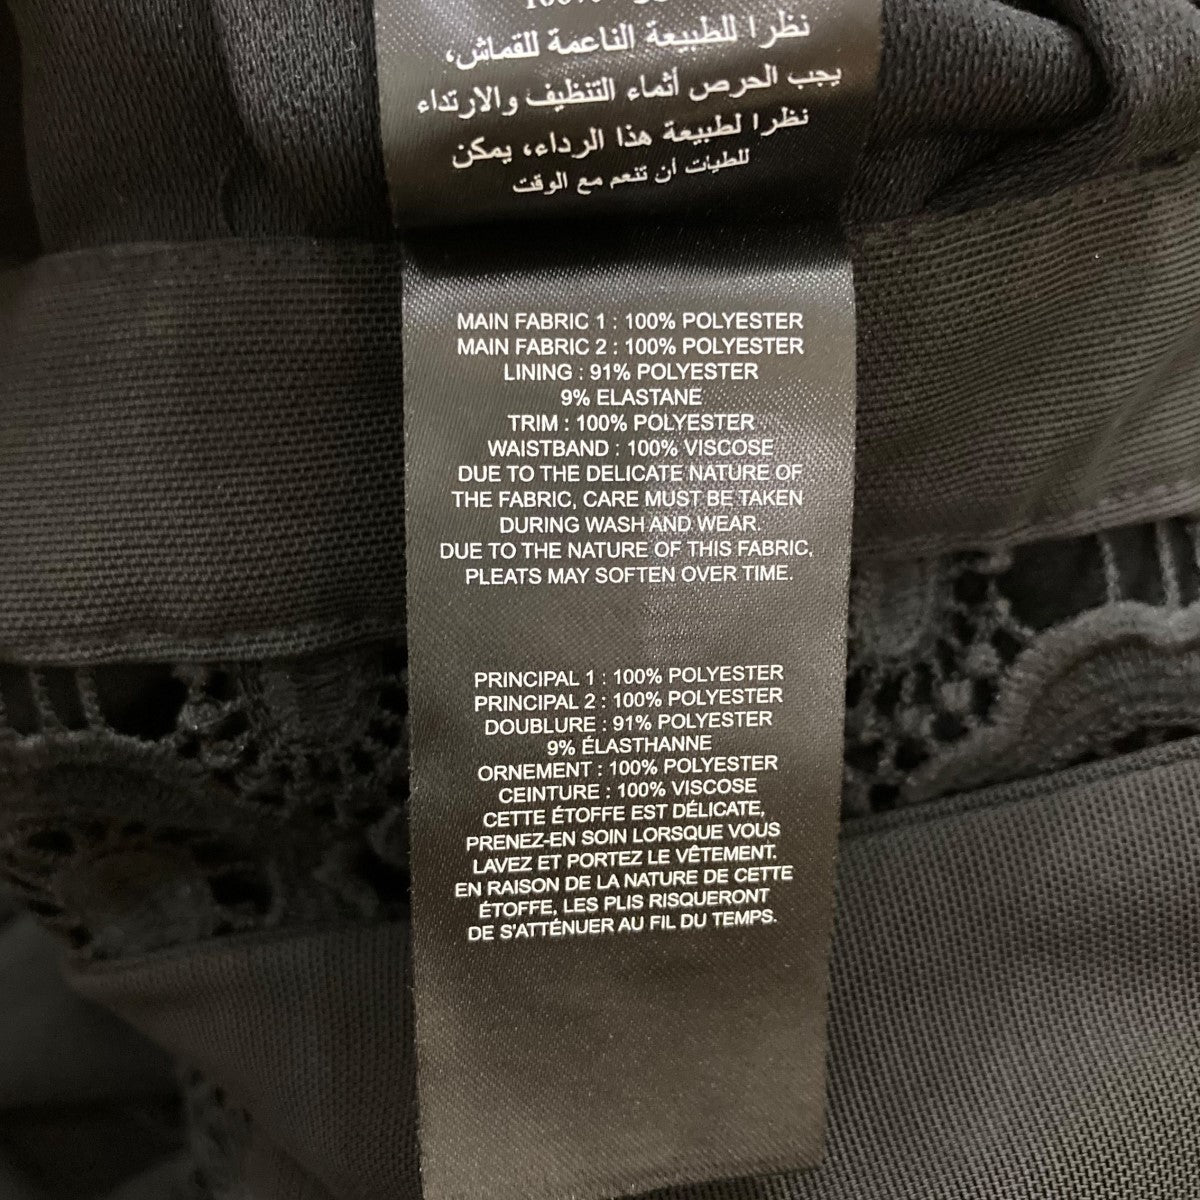 نظرا للطبيعة الناعمة للقماش،
يجب الحرص أثماء التنظيف والارتداء
نظرا لطبيعة هذا الرداء، يمكن
للطيات أن تنعم مع الوقت
MAIN FABRIC 1 : 100% POLYESTER
MAIN FABRIC 2 : 100% POLYESTER
LINING : 91% POLYESTER
9% ELASTANE
TRIM : 100% POLYESTER
WAISTBAND : 100% VISCOSE
DUE TO THE DELICATE NATURE OF
THE FABRIC, CARE MUST BE TAKEN
DURING WASH AND WEAR.
DUE TO THE NATURE OF THIS FABRIC,
PLEATS MAY SOFTEN OVER TIME.
PRINCIPAL 1 : 100% POLYESTER
PRINCIPAL 2 : 100% POLYESTER
DOUBLURE : 91% POLYESTER
9% ÉLASTHANNE
ORNEMENT : 100% POLYESTER
CEINTURE : 100% VISCOSE
CETTE ÉTOFFE EST DÉLICATE,
PRENEZ-EN SOIN LORSQUE VOUS
LAVEZ ET PORTEZ LE VÊTEMENT.
EN RAISON DE LA NATURE DE CETTE
ÉTOFFE, LES PLIS RISQUERONT
DE S'ATTÉNUER AU FIL DU TEMPS.